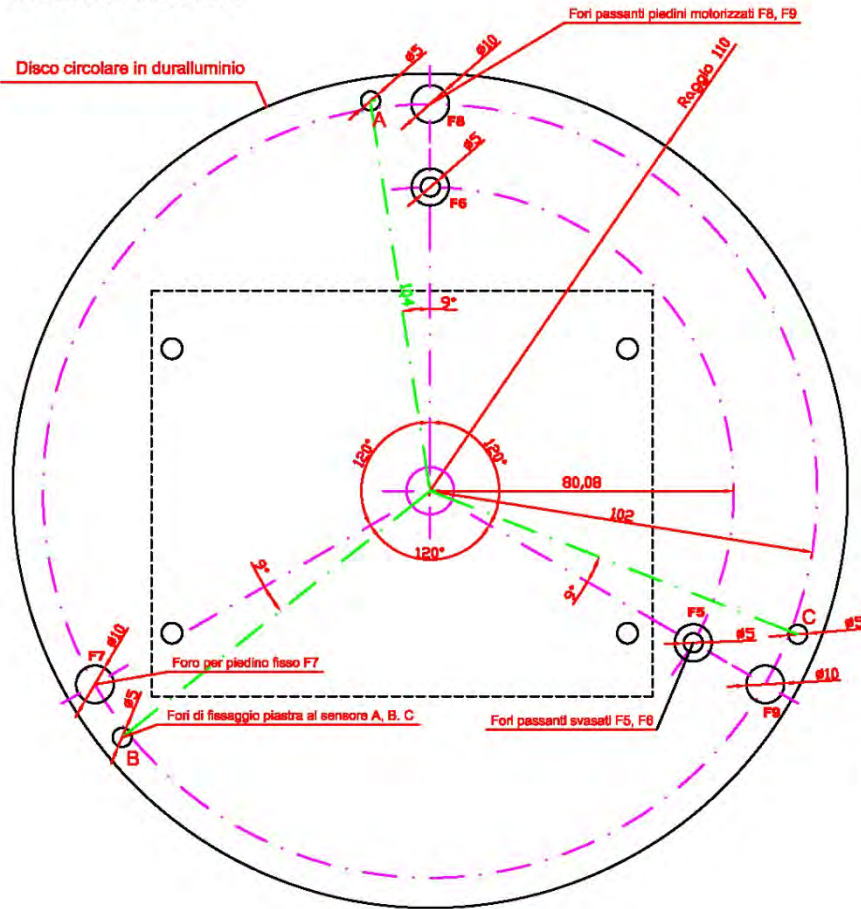 Fori passanti piedini motorizzati F8, F9
Disco circolare in duralluminio
ø5
ø10
Raggio 110
A
F8
ø5
F6
104
9°
120°
120°
80,08
102
120°
9°
9°
F5
C
ø5
ø5
F7
ø10
Foro per piedino fisso F7
ø10
F9
ø5
Fori di fissaggio piastra al sensore A, B. C
Fori passanti svasati F5, F6
B